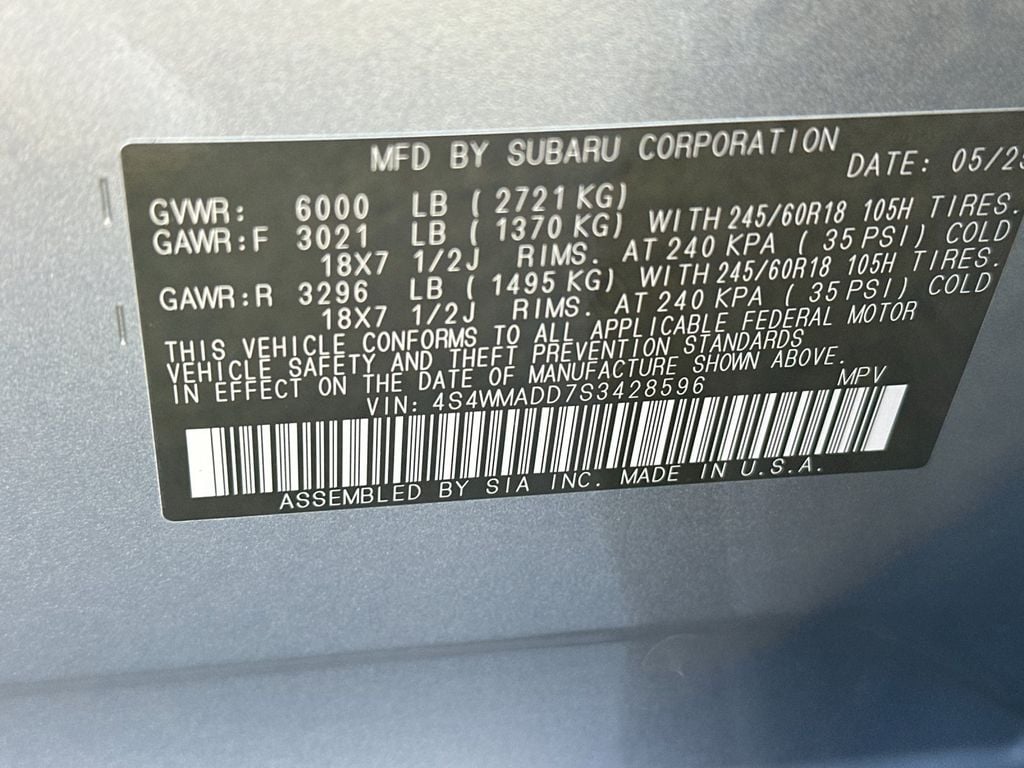 MFD BY SUBARU CORPORATION DATE: 05/25
GVWR: 6000 LB ( 2721 KG)
GAWR:F 3021 LB ( 1370 KG) WITH 245/60R18 105H TIRES.
18X7 1/2J RIMS. AT 240 KPA ( 35 PSI) COLD
GAWR:R 3296 LB ( 1495 KG) WITH 245/60R18 105H TIRES.
18X7 1/2J RIMS. AT 240 KPA ( 35 PSI) COLD
THIS VEHICLE CONFORMS TO ALL APPLICABLE FEDERAL MOTOR
VEHICLE SAFETY AND THEFT PREVENTION STANDARDS
IN EFFECT ON THE DATE OF MANUFACTURE SHOWN ABOVE.
VIN: 4S4WMADD7S3428596 MPV
ASSEMBLED BY SIA INC. MADE IN U.S.A.